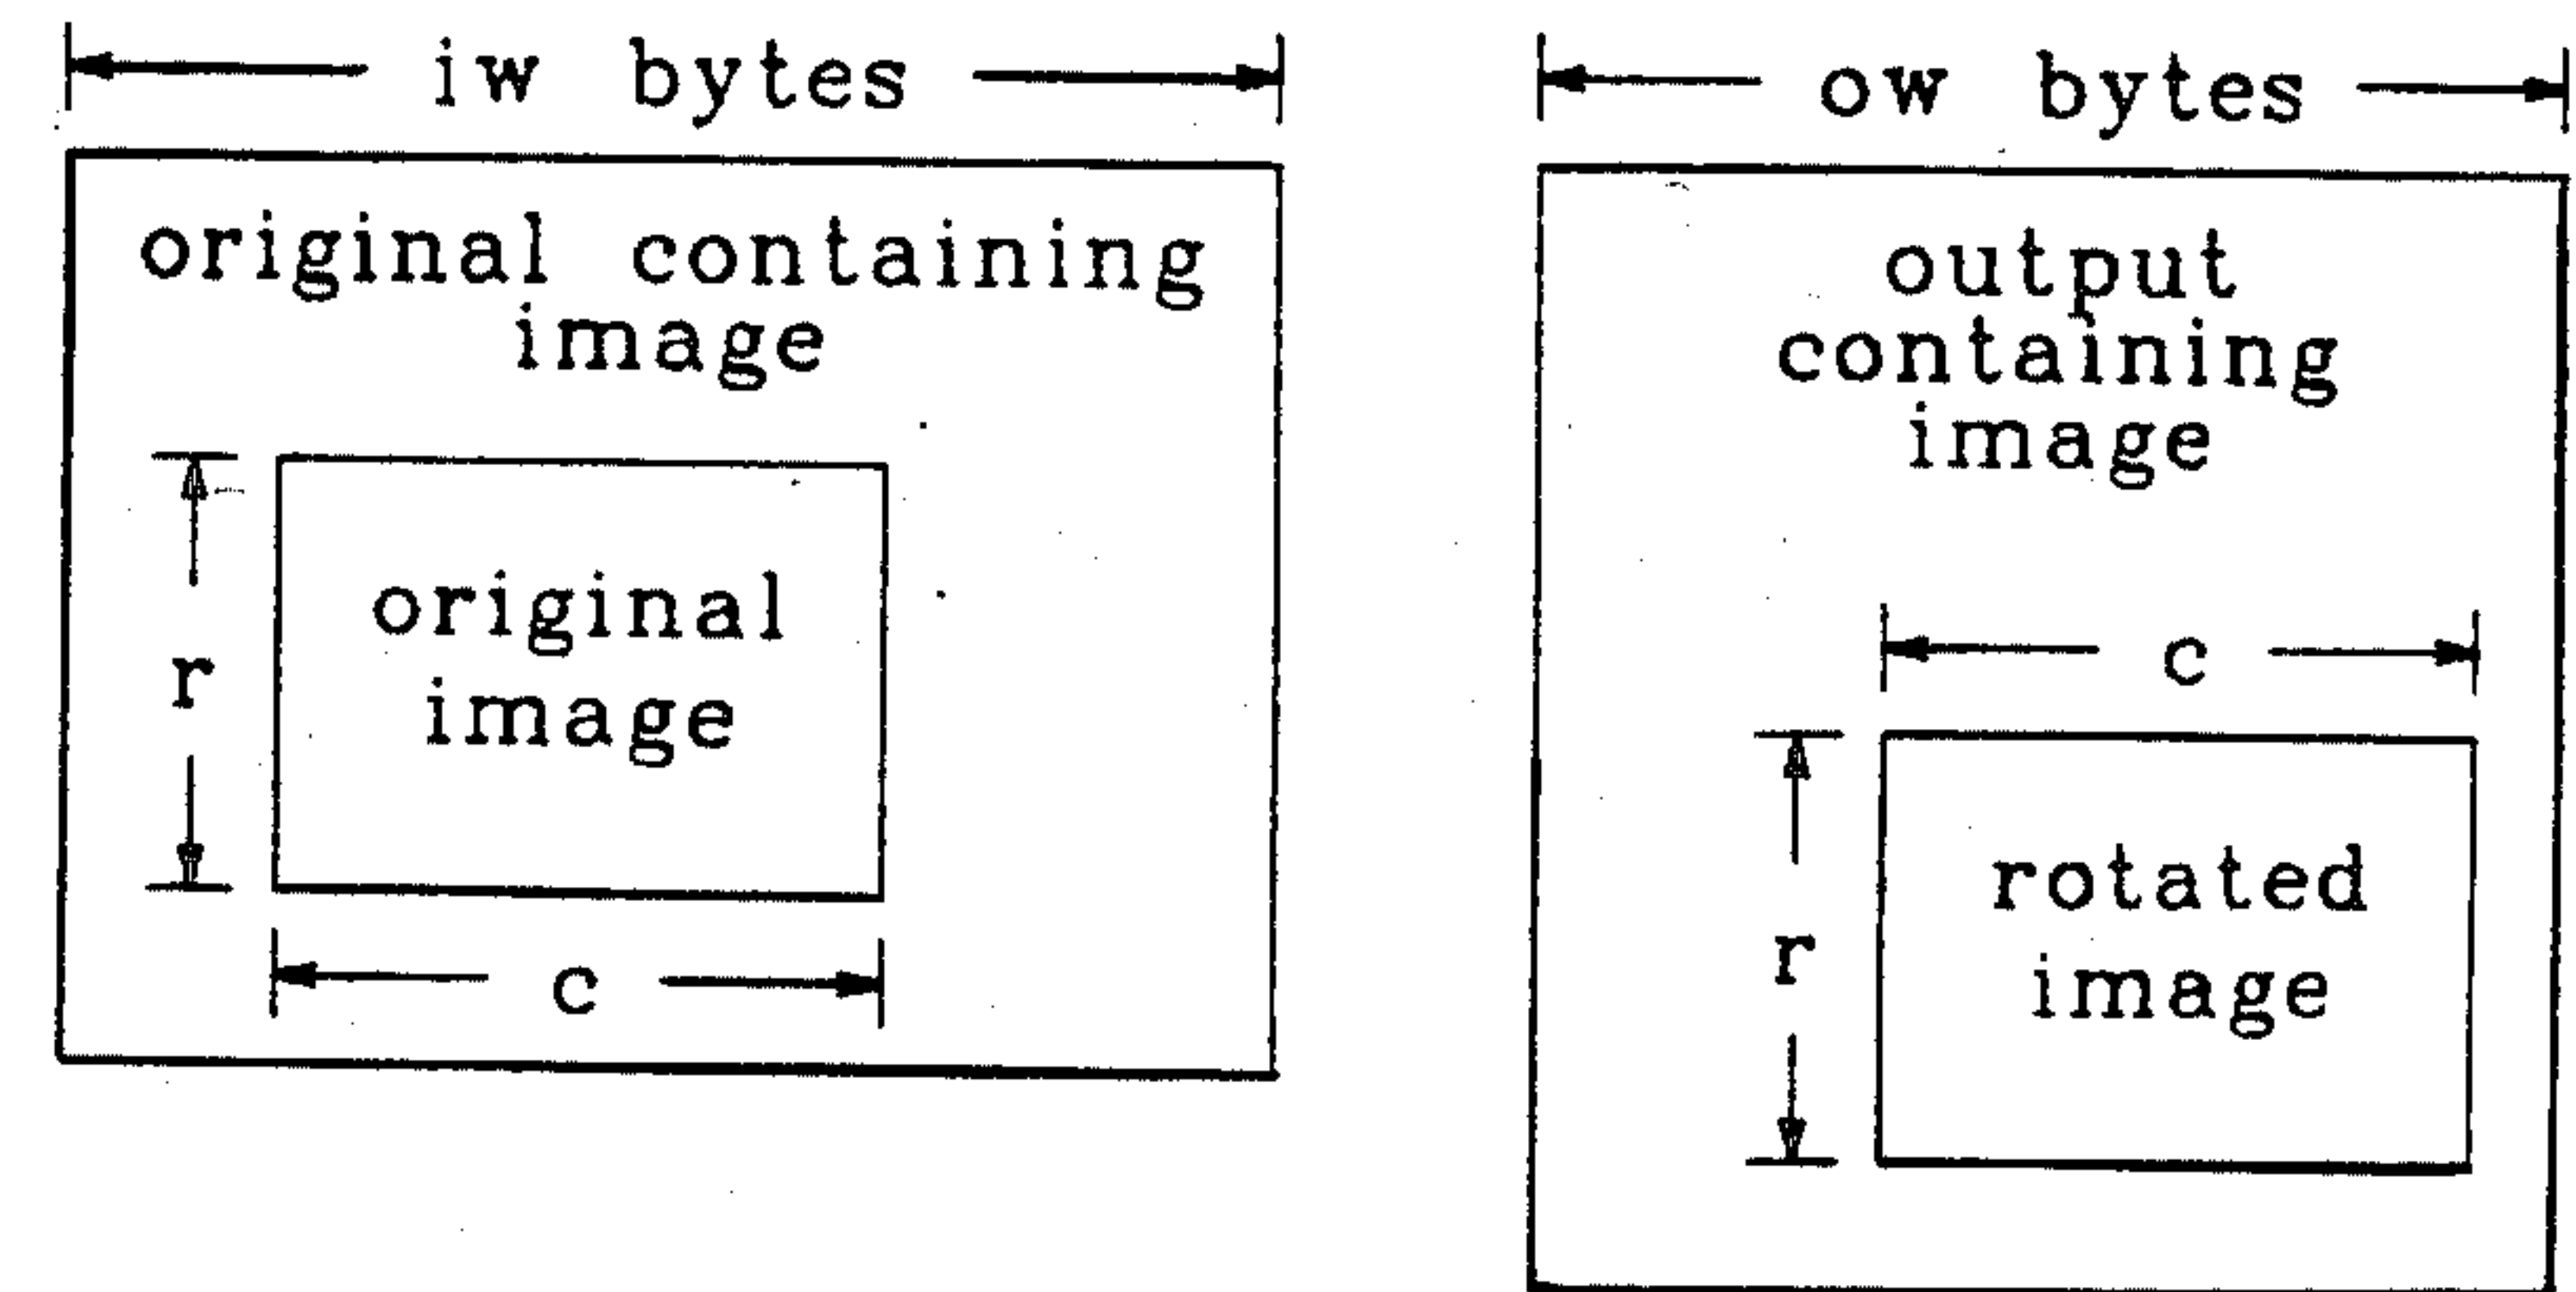 iw bytes
original containing
image
r
original
image
c
ow bytes
output
containing
image
c
r
rotated
image